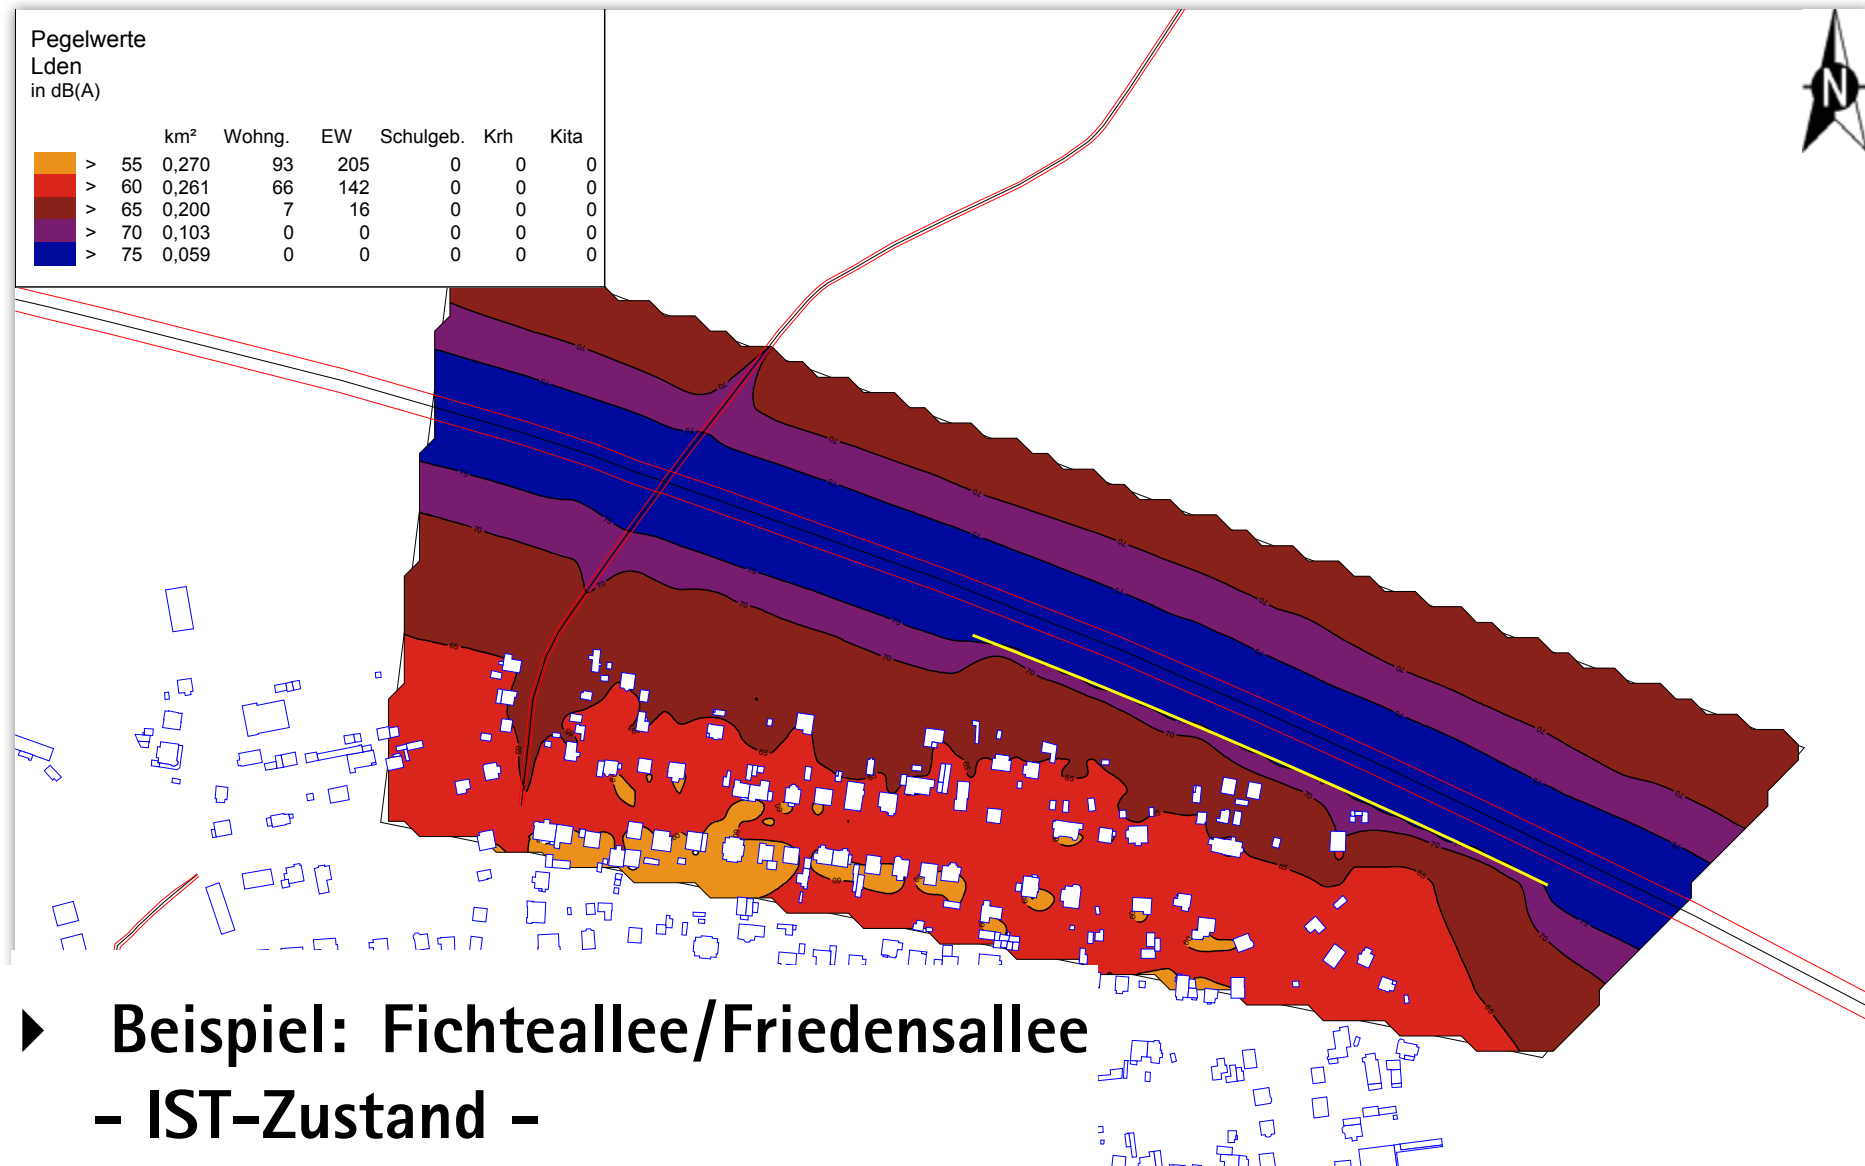 Pegelwerte
Lden
in dB(A)
km² Wohng. EW Schulgeb. Krh Kita
> 55 0,270 93 205 0 0 0
> 60 0,261 66 142 0 0 0
> 65 0,200 7 16 0 0 0
> 70 0,103 0 0 0 0 0
> 75 0,059 0 0 0 0 0
N
Beispiel: Fichteallee/Friedensallee
- IST-Zustand -